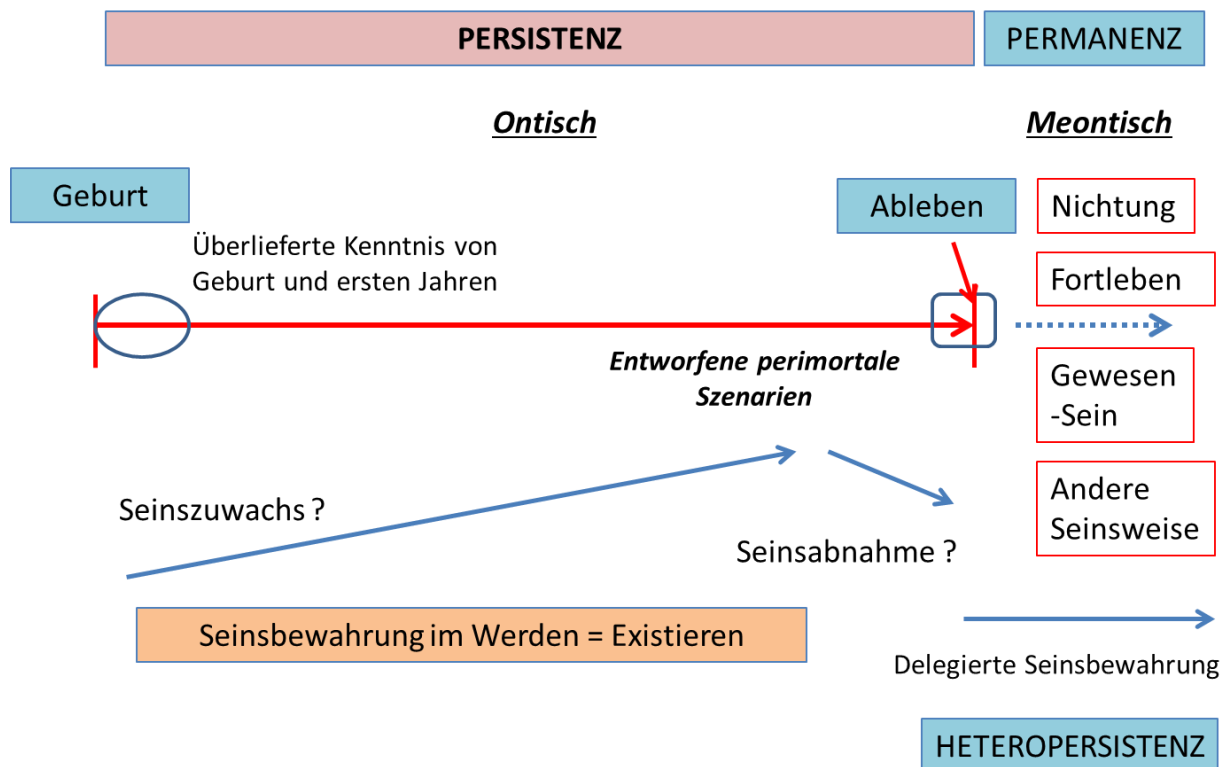 PERSISTENZ
PERMANENZ
Ontisch
Meontisch
Geburt
Ableben
Nichtung
Überlieferte Kenntnis von
Geburt und ersten Jahren
Fortleben
Entworfene perimortale
Szenarien
Gewesen
-Sein
Seinszuwachs ?
Andere
Seinsweise
Seinsabnahme ?
Seinsbewahrung im Werden = Existieren
Delegierte Seinsbewahrung
HETEROPERSISTENZ